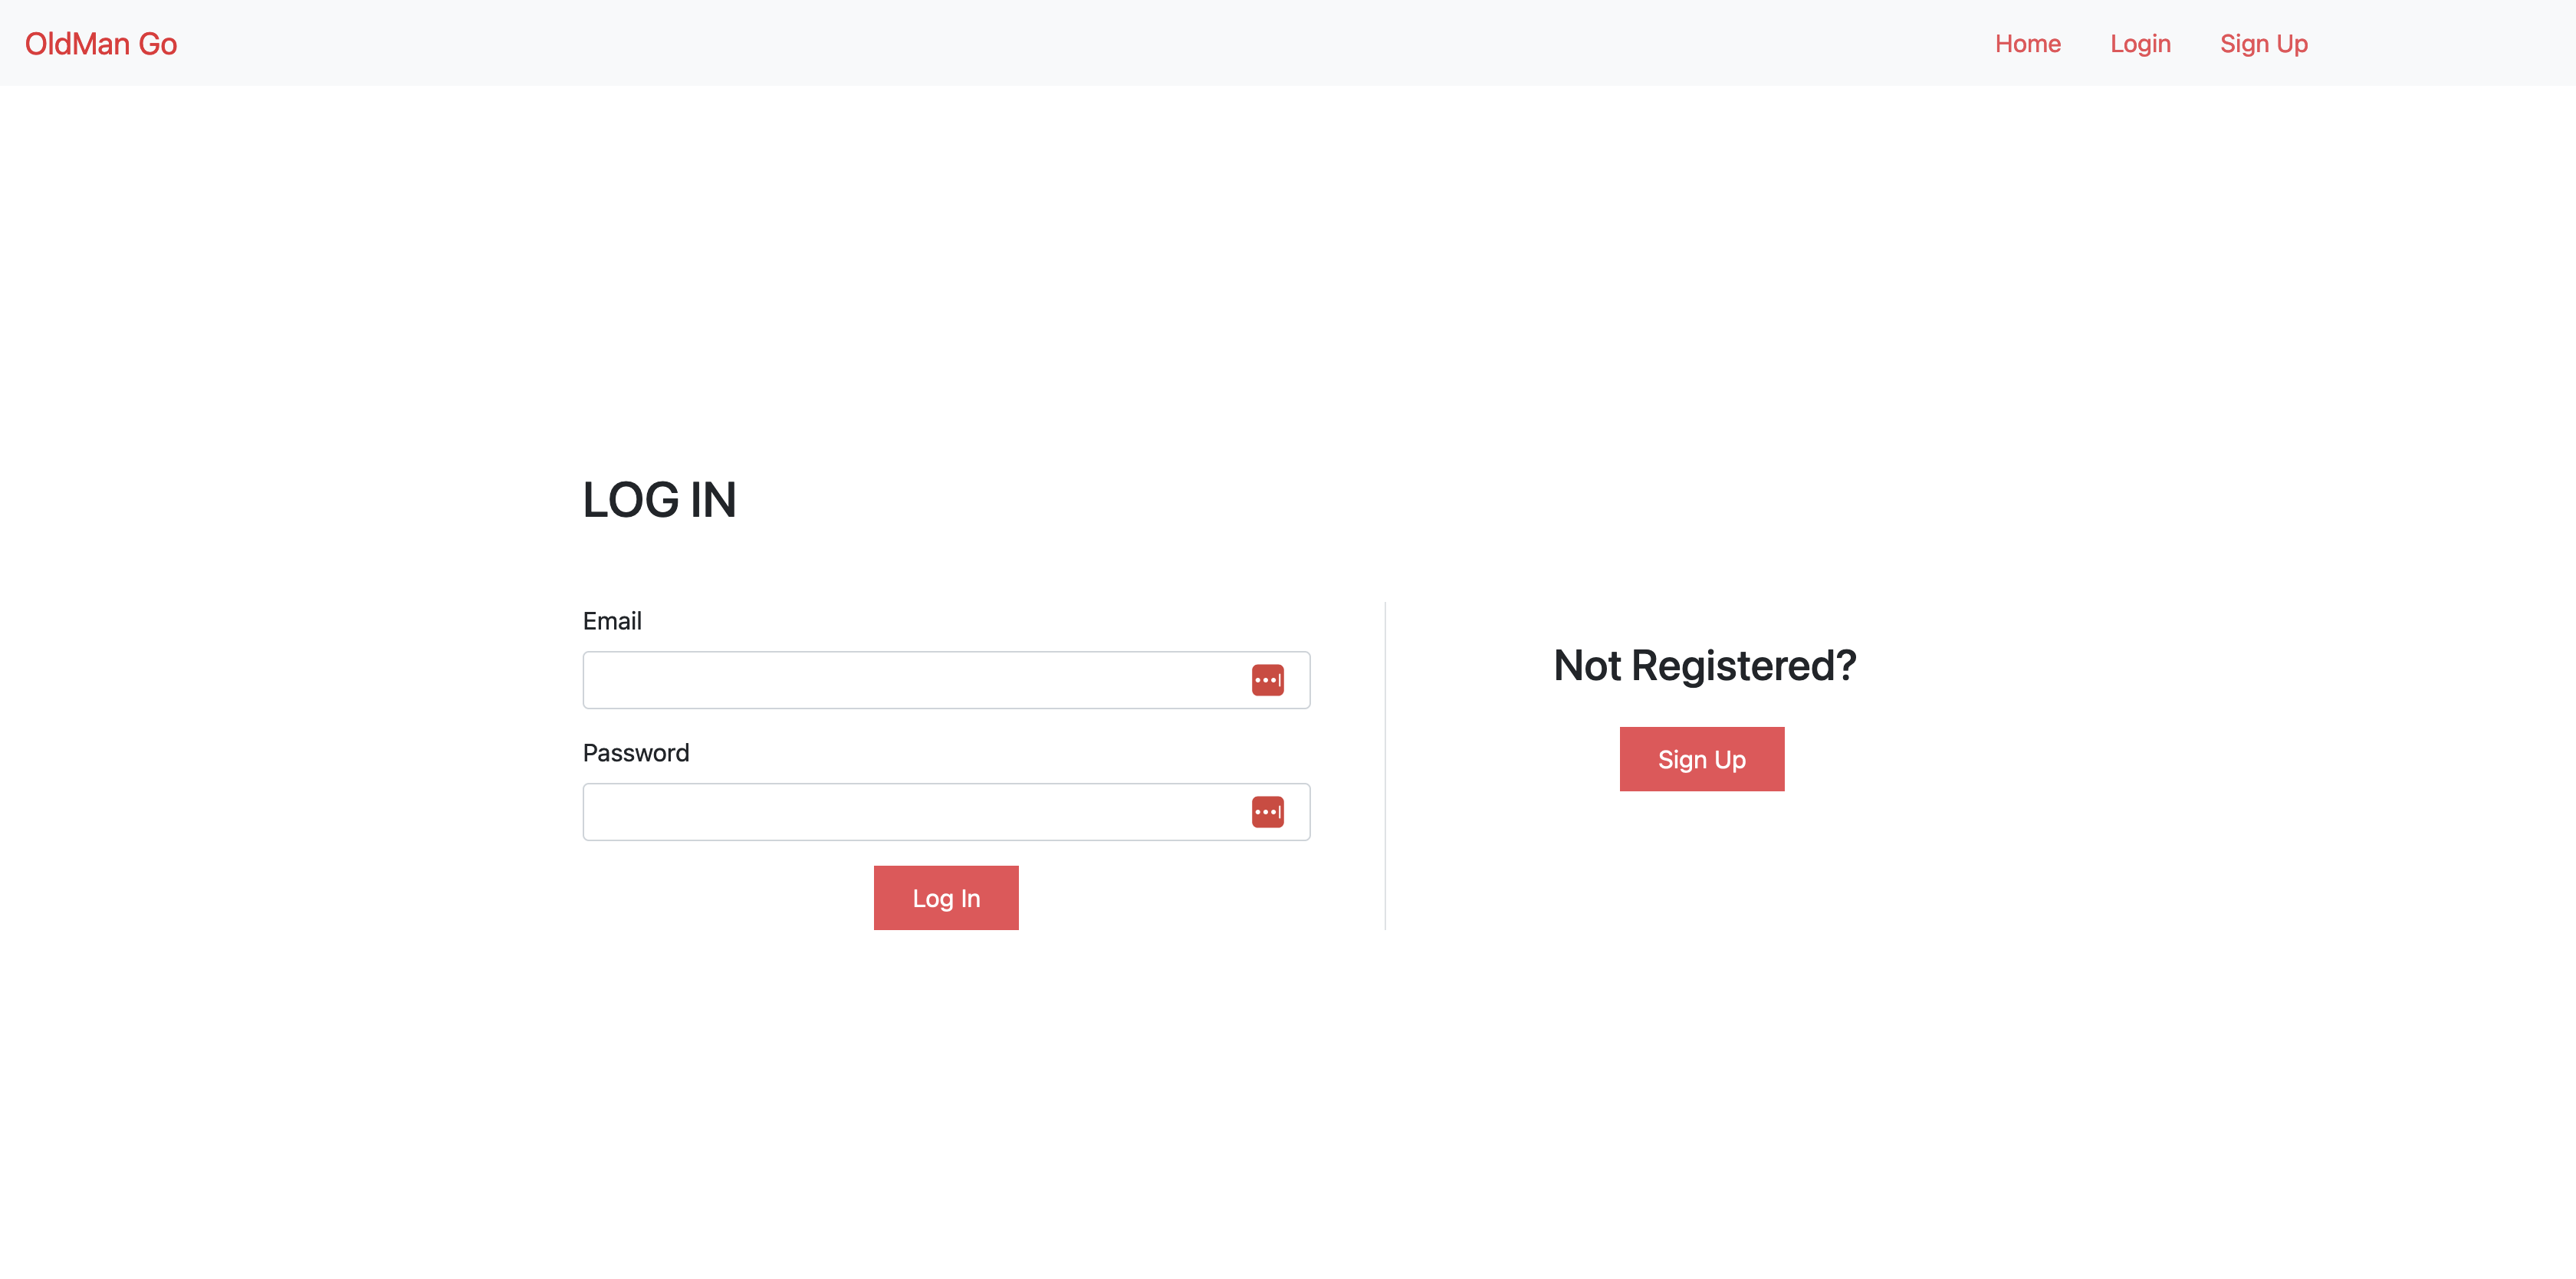 OldMan Go
Home Login Sign Up
LOG IN
Email
Password
Log In
Not Registered?
Sign Up